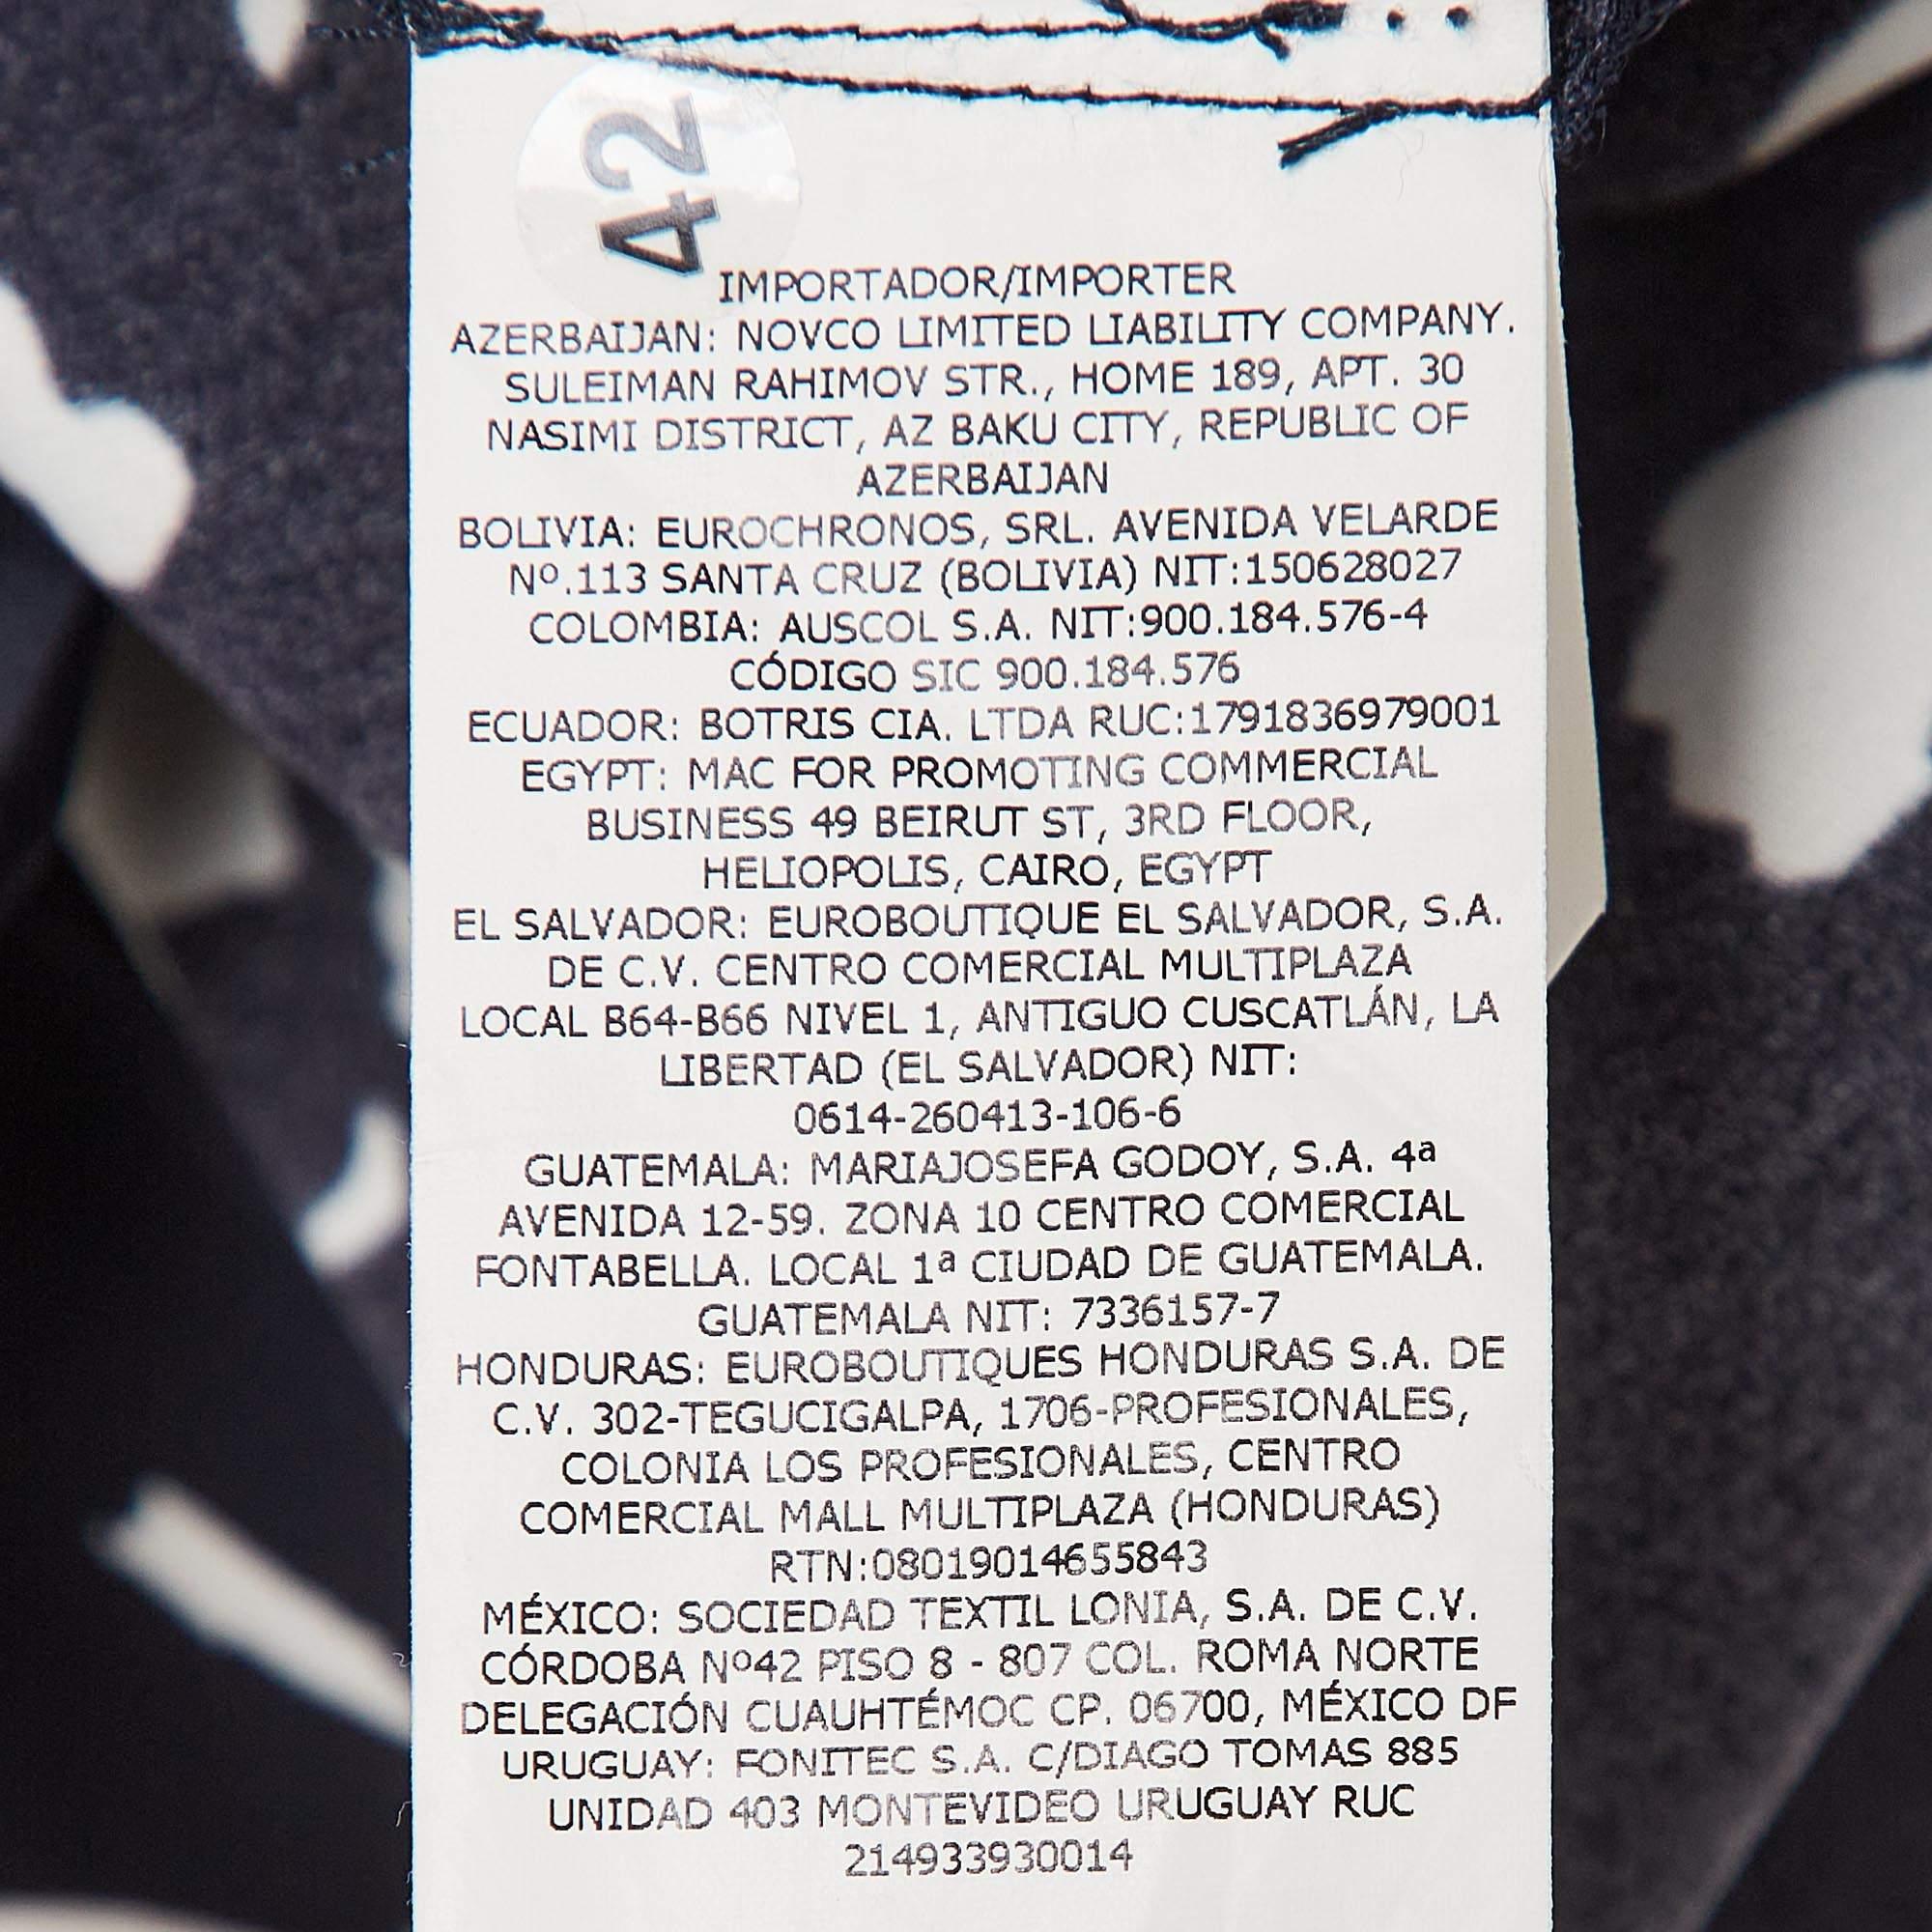 42
IMPORTADOR/IMPORTER
AZERBAIJAN: NOVCO LIMITED LIABILITY COMPANY.
SULEIMAN RAHIMOV STR., HOME 189, APT. 30
NASIMI DISTRICT, AZ BAKU CITY, REPUBLIC OF
AZERBAIJAN
BOLIVIA: EUROCHRONOS, SRL. AVENIDA VELARDE
Nº.113 SANTA CRUZ (BOLIVIA) NIT:150628027
COLOMBIA: AUSCOL S.A. NIT:900.184.576-4
CÓDIGO SIC 900.184.576
ECUADOR: BOTRIS CIA. LTDA RUC:1791836979001
EGYPT: MAC FOR PROMOTING COMMERCIAL
BUSINESS 49 BEIRUT ST, 3RD FLOOR,
HELIOPOLIS, CAIRO, EGYPT
EL SALVADOR: EUROBOUTIQUE EL SALVADOR, S.A.
DE C.V. CENTRO COMERCIAL MULTIPLAZA
LOCAL B64-B66 NIVEL 1, ANTIGUO CUSCATLÁN, LA
LIBERTAD (EL SALVADOR) NIT:
0614-260413-106-6
GUATEMALA: MARIAJOSEFA GODOY, S.A. 4ª
AVENIDA 12-59. ZONA 10 CENTRO COMERCIAL
FONTABELLA. LOCAL 1ª CIUDAD DE GUATEMALA.
GUATEMALA NIT: 7336157-7
HONDURAS: EUROBOUTIQUES HONDURAS S.A. DE
C.V. 302-TEGUCIGALPA, 1706-PROFESIONALES,
COLONIA LOS PROFESIONALES, CENTRO
COMERCIAL MALL MULTIPLAZA (HONDURAS)
RTN:08019014655843
MÉXICO: SOCIEDAD TEXTIL LONIA, S.A. DE C.V.
CÓRDOBA Nº42 PISO 8 - 807 COL. ROMA NORTE
DELEGACIÓN CUAUHTÉMOC CP. 06700, MÉXICO DF
URUGUAY: FONITEC S.A. C/DIAGO TOMAS 885
UNIDAD 403 MONTEVIDEO URUGUAY RUC
214933930014